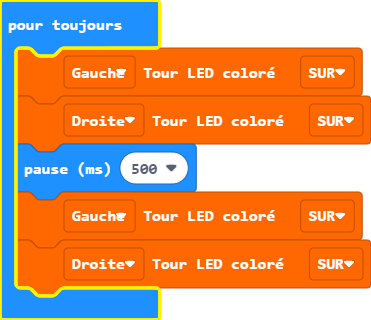 pour toujours
Gauche Tour LED coloré SUR
Droite Tour LED coloré SUR
pause (ms) 500
Gauche Tour LED coloré SUR
Droite Tour LED coloré SUR